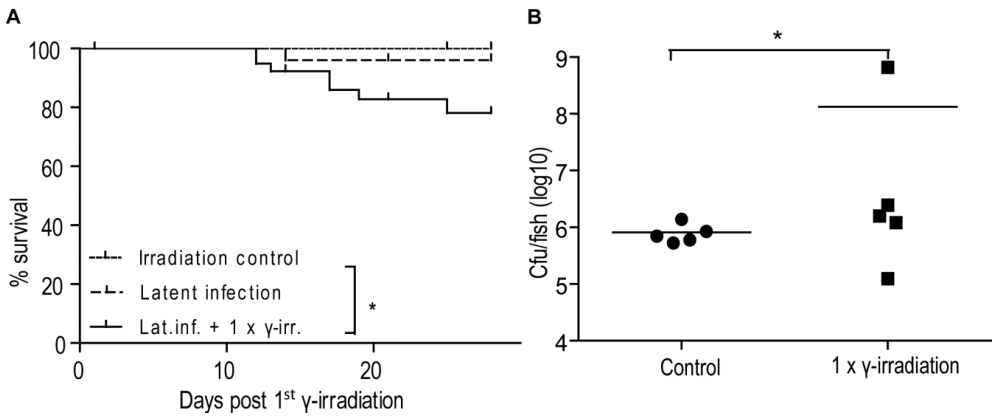 A
100
80
60
40
20
0
% survival
Irradiation control
Latent infection
Lat.inf. + 1 x γ-irr.
*
0
10
20
Days post 1st γ-irradiation
B
*
9
8
7
6
5
4
Cfu/fish (log10)
Control
1 x γ-irradiation